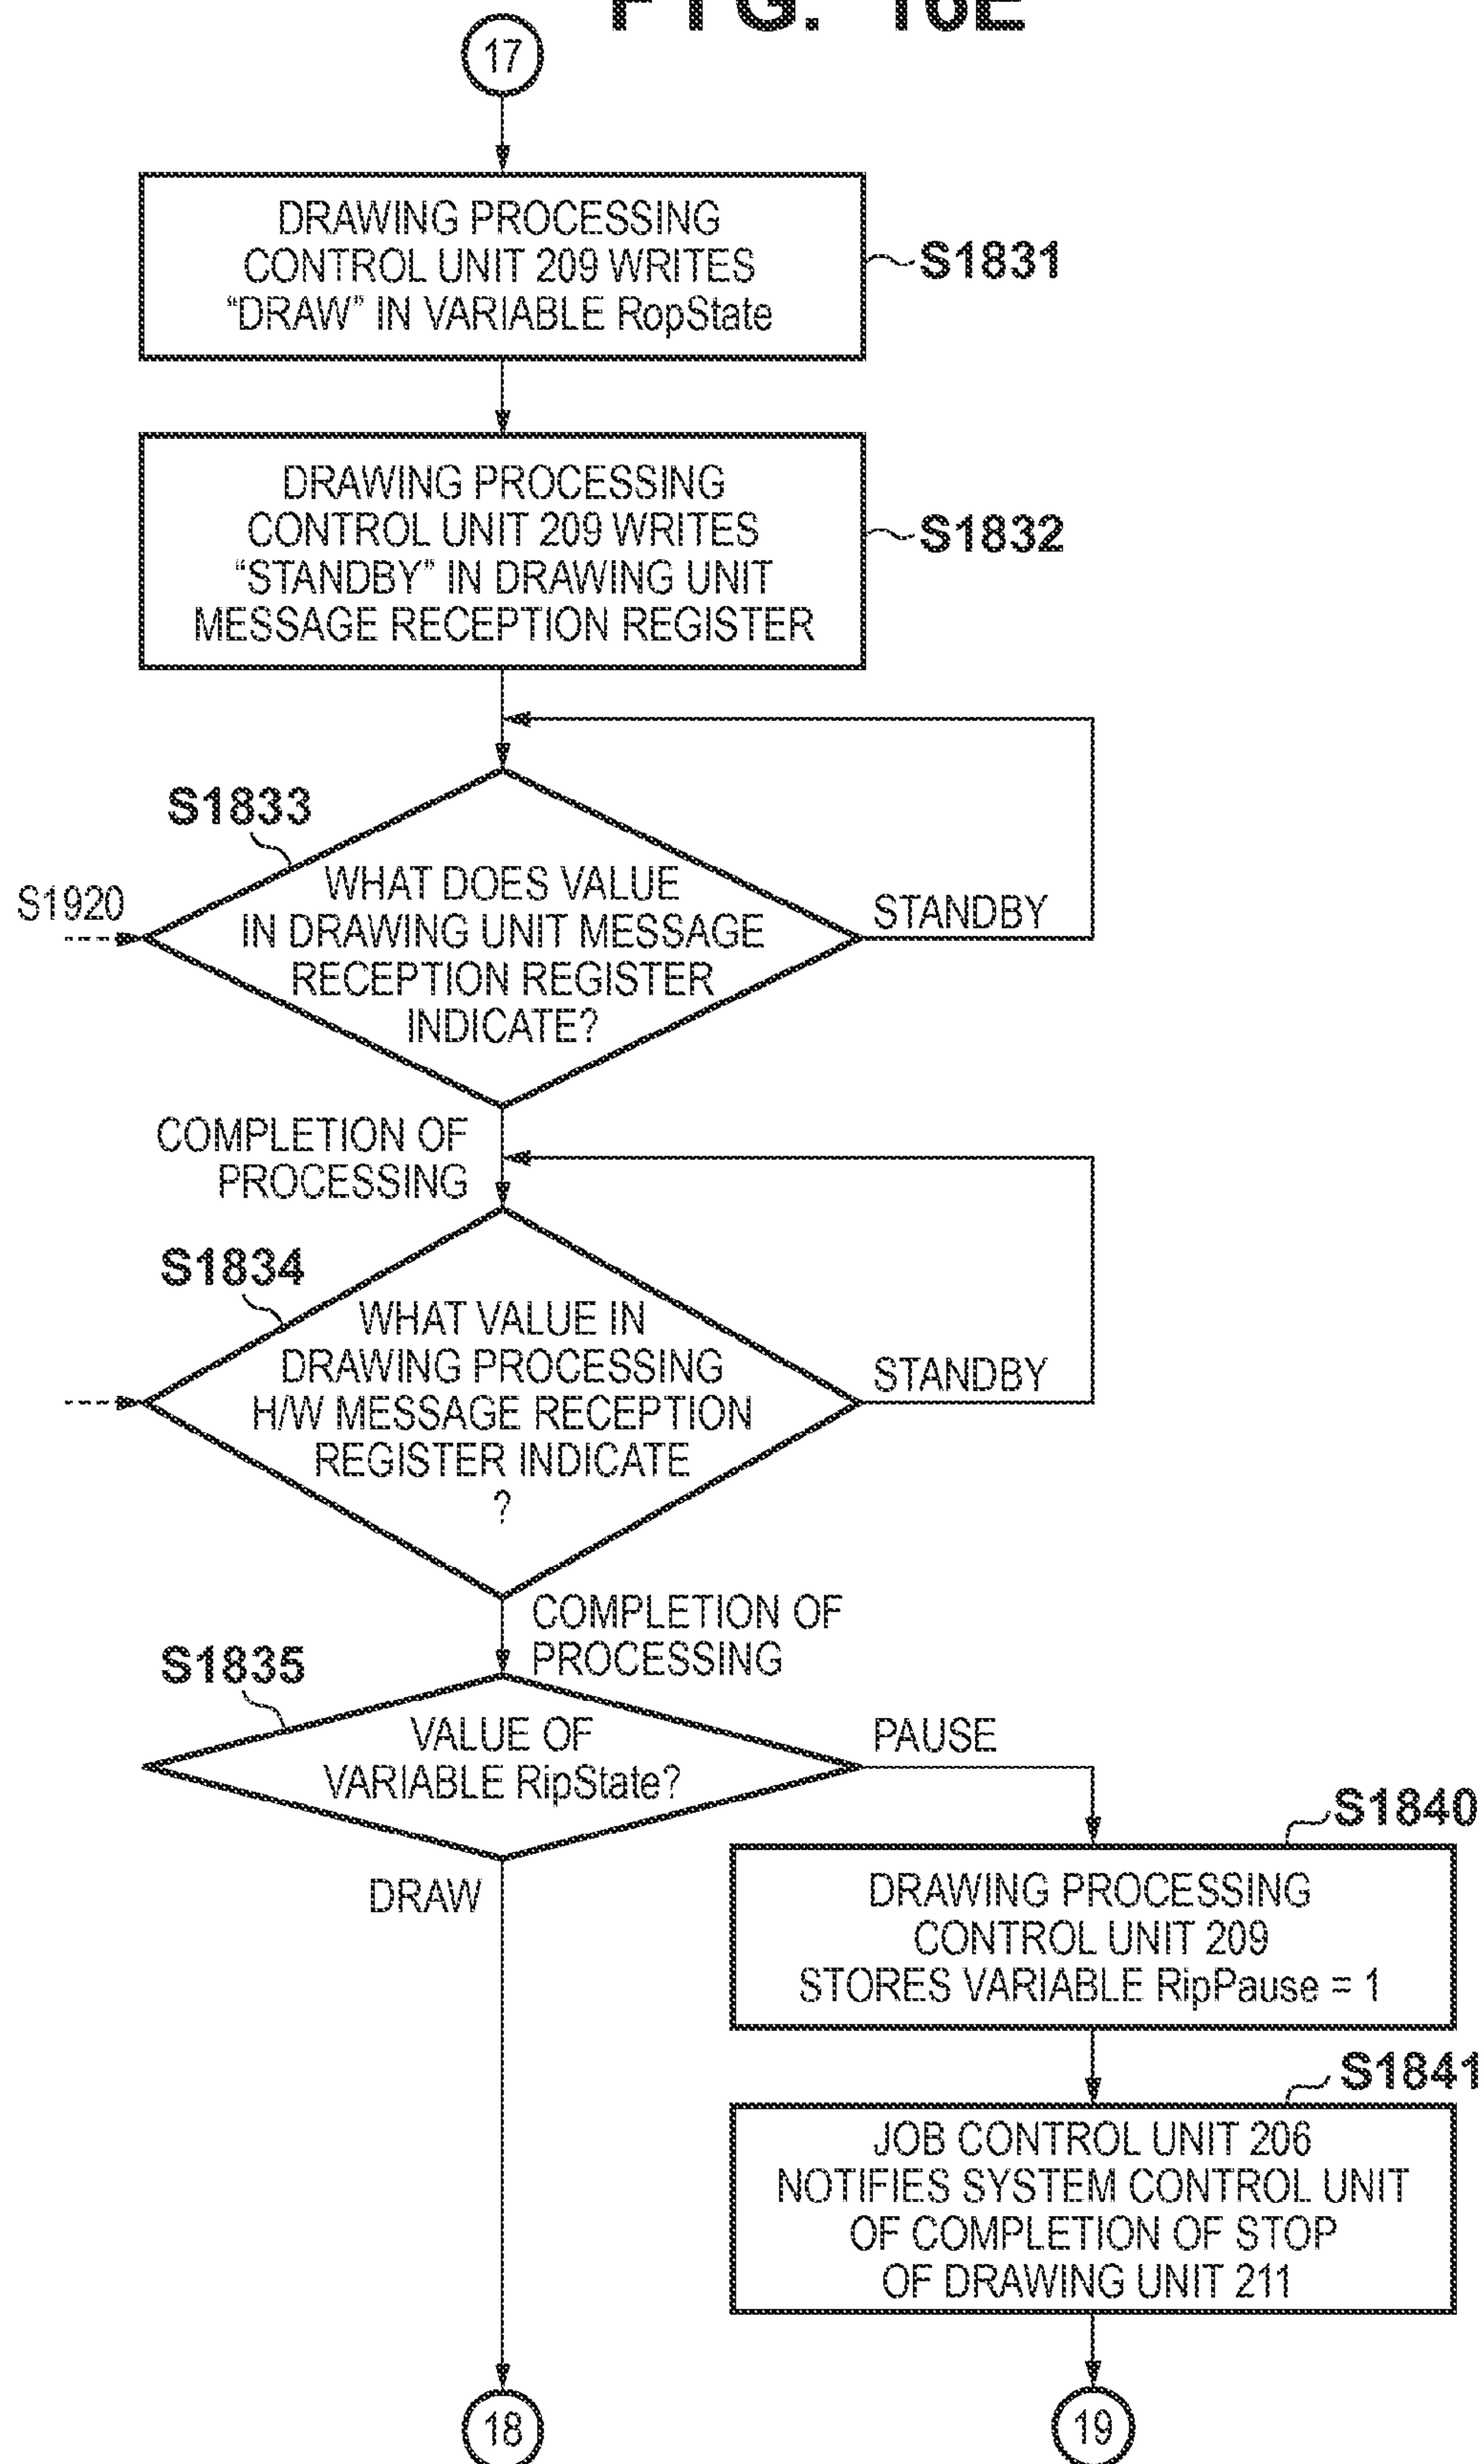 FIG. 16E
17
DRAWING PROCESSING
CONTROL UNIT 209 WRITES
“DRAW” IN VARIABLE RopState
S1831
DRAWING PROCESSING
CONTROL UNIT 209 WRITES
“STANDBY” IN DRAWING UNIT
MESSAGE RECEPTION REGISTER
S1832
S1833
S1920
WHAT DOES VALUE
IN DRAWING UNIT MESSAGE
RECEPTION REGISTER
INDICATE?
STANDBY
COMPLETION OF
PROCESSING
S1834
WHAT VALUE IN
DRAWING PROCESSING
H/W MESSAGE RECEPTION
REGISTER INDICATE
?
STANDBY
COMPLETION OF
PROCESSING
S1835
VALUE OF
VARIABLE RipState?
PAUSE
DRAW
S1840
DRAWING PROCESSING
CONTROL UNIT 209
STORES VARIABLE RipPause = 1
S1841
JOB CONTROL UNIT 206
NOTIFIES SYSTEM CONTROL UNIT
OF COMPLETION OF STOP
OF DRAWING UNIT 211
18
19